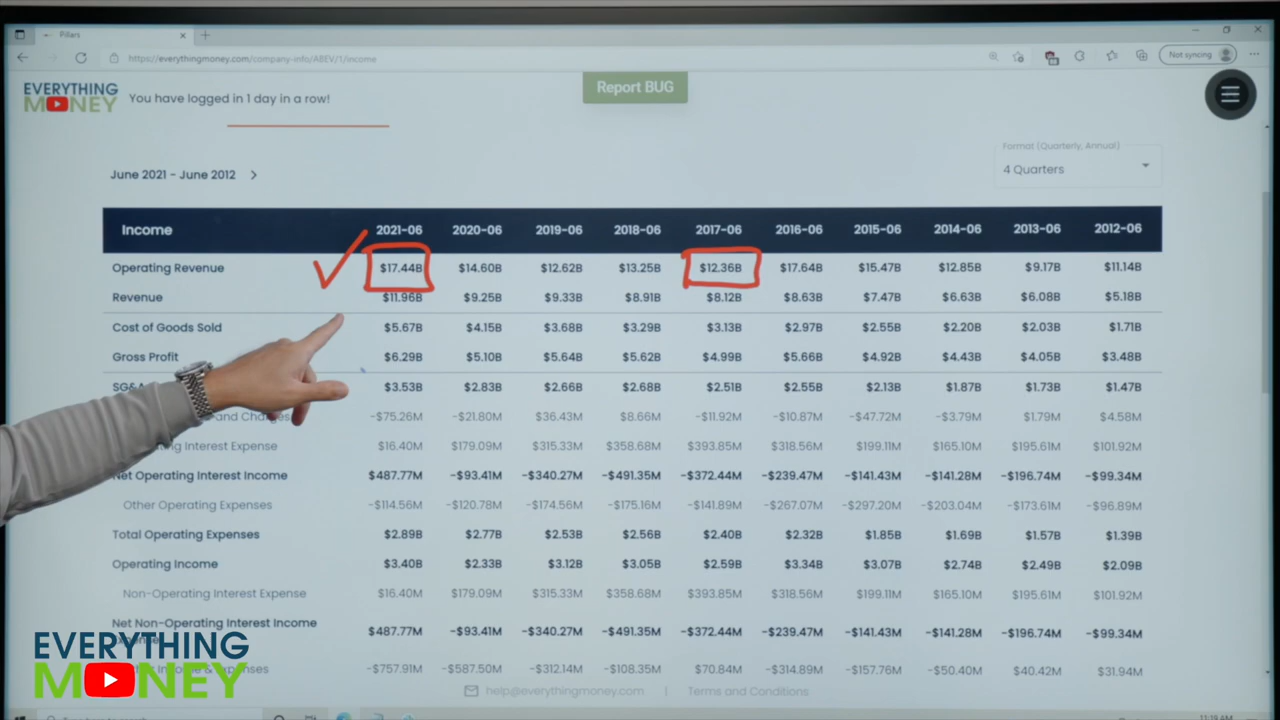 Pillars
https://everythingmoney.com/company-info/ABEV/1/income
Not syncing
EVERYTHING
MONEY
You have logged in 1 day in a row!
Report BUG
June 2021 - June 2012
Format (Quarterly, Annual)
4 Quarters
Income 2021-06 2020-06 2019-06 2018-06 2017-06 2016-06 2015-06 2014-06 2013-06 2012-06
Operating Revenue $17.44B $14.60B $12.62B $13.25B $12.36B $17.64B $15.47B $12.85B $9.17B $11.14B
Revenue $11.96B $9.25B $9.33B $8.91B $8.12B $8.63B $7.47B $6.63B $6.08B $5.18B
Cost of Goods Sold $5.67B $4.15B $3.68B $3.29B $3.13B $2.97B $2.55B $2.20B $2.03B $1.71B
Gross Profit $6.29B $5.10B $5.64B $5.62B $4.99B $5.66B $4.92B $4.43B $4.05B $3.48B
SG& $3.53B $2.83B $2.66B $2.68B $2.51B $2.55B $2.13B $1.87B $1.73B $1.47B
and Charges -$75.26M -$21.80M $36.43M $8.66M -$11.92M -$10.87M -$47.72M -$3.79M $1.79M $4.58M
Interest Expense $16.40M $179.09M $315.33M $358.68M $393.85M $318.56M $199.11M $165.10M $195.61M $101.92M
Net Operating Interest Income $487.77M -$93.41M -$340.27M -$491.35M -$372.44M -$239.47M -$141.43M -$141.28M -$196.74M -$99.34M
Other Operating Expenses -$114.56M -$120.78M -$174.56M -$175.16M -$141.89M -$267.07M -$297.20M -$203.04M -$173.61M -$96.89M
Total Operating Expenses $2.89B $2.77B $2.53B $2.56B $2.40B $2.32B $1.85B $1.69B $1.57B $1.39B
Operating Income $3.40B $2.33B $3.12B $3.05B $2.59B $3.34B $3.07B $2.74B $2.49B $2.09B
Non-Operating Interest Expense $16.40M $179.09M $315.33M $358.68M $393.85M $318.56M $199.11M $165.10M $195.61M $101.92M
Net Non-Operating Interest Income $487.77M -$93.41M -$340.27M -$491.35M -$372.44M -$239.47M -$141.43M -$141.28M -$196.74M -$99.34M
& Expenses -$757.91M -$587.50M -$312.14M -$108.35M $70.84M -$314.89M -$157.76M -$50.40M $40.42M $31.94M
EVERYTHING
MONEY
help@everythingmoney.com | Terms and Conditions